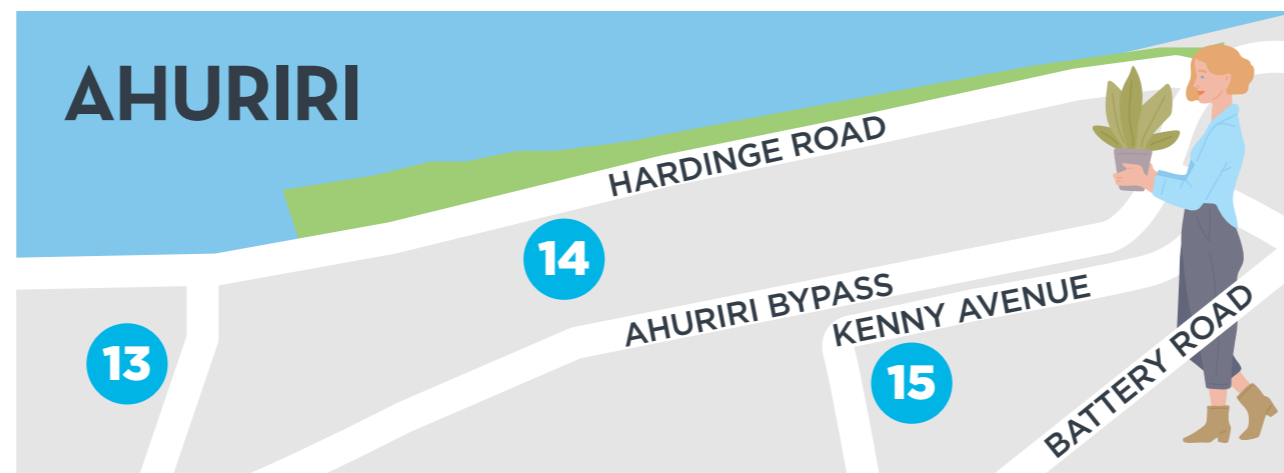 AHURIRI
HARDINGE ROAD
14
AHURIRI BYPASS
KENNY AVENUE
13
15
BATTERY ROAD